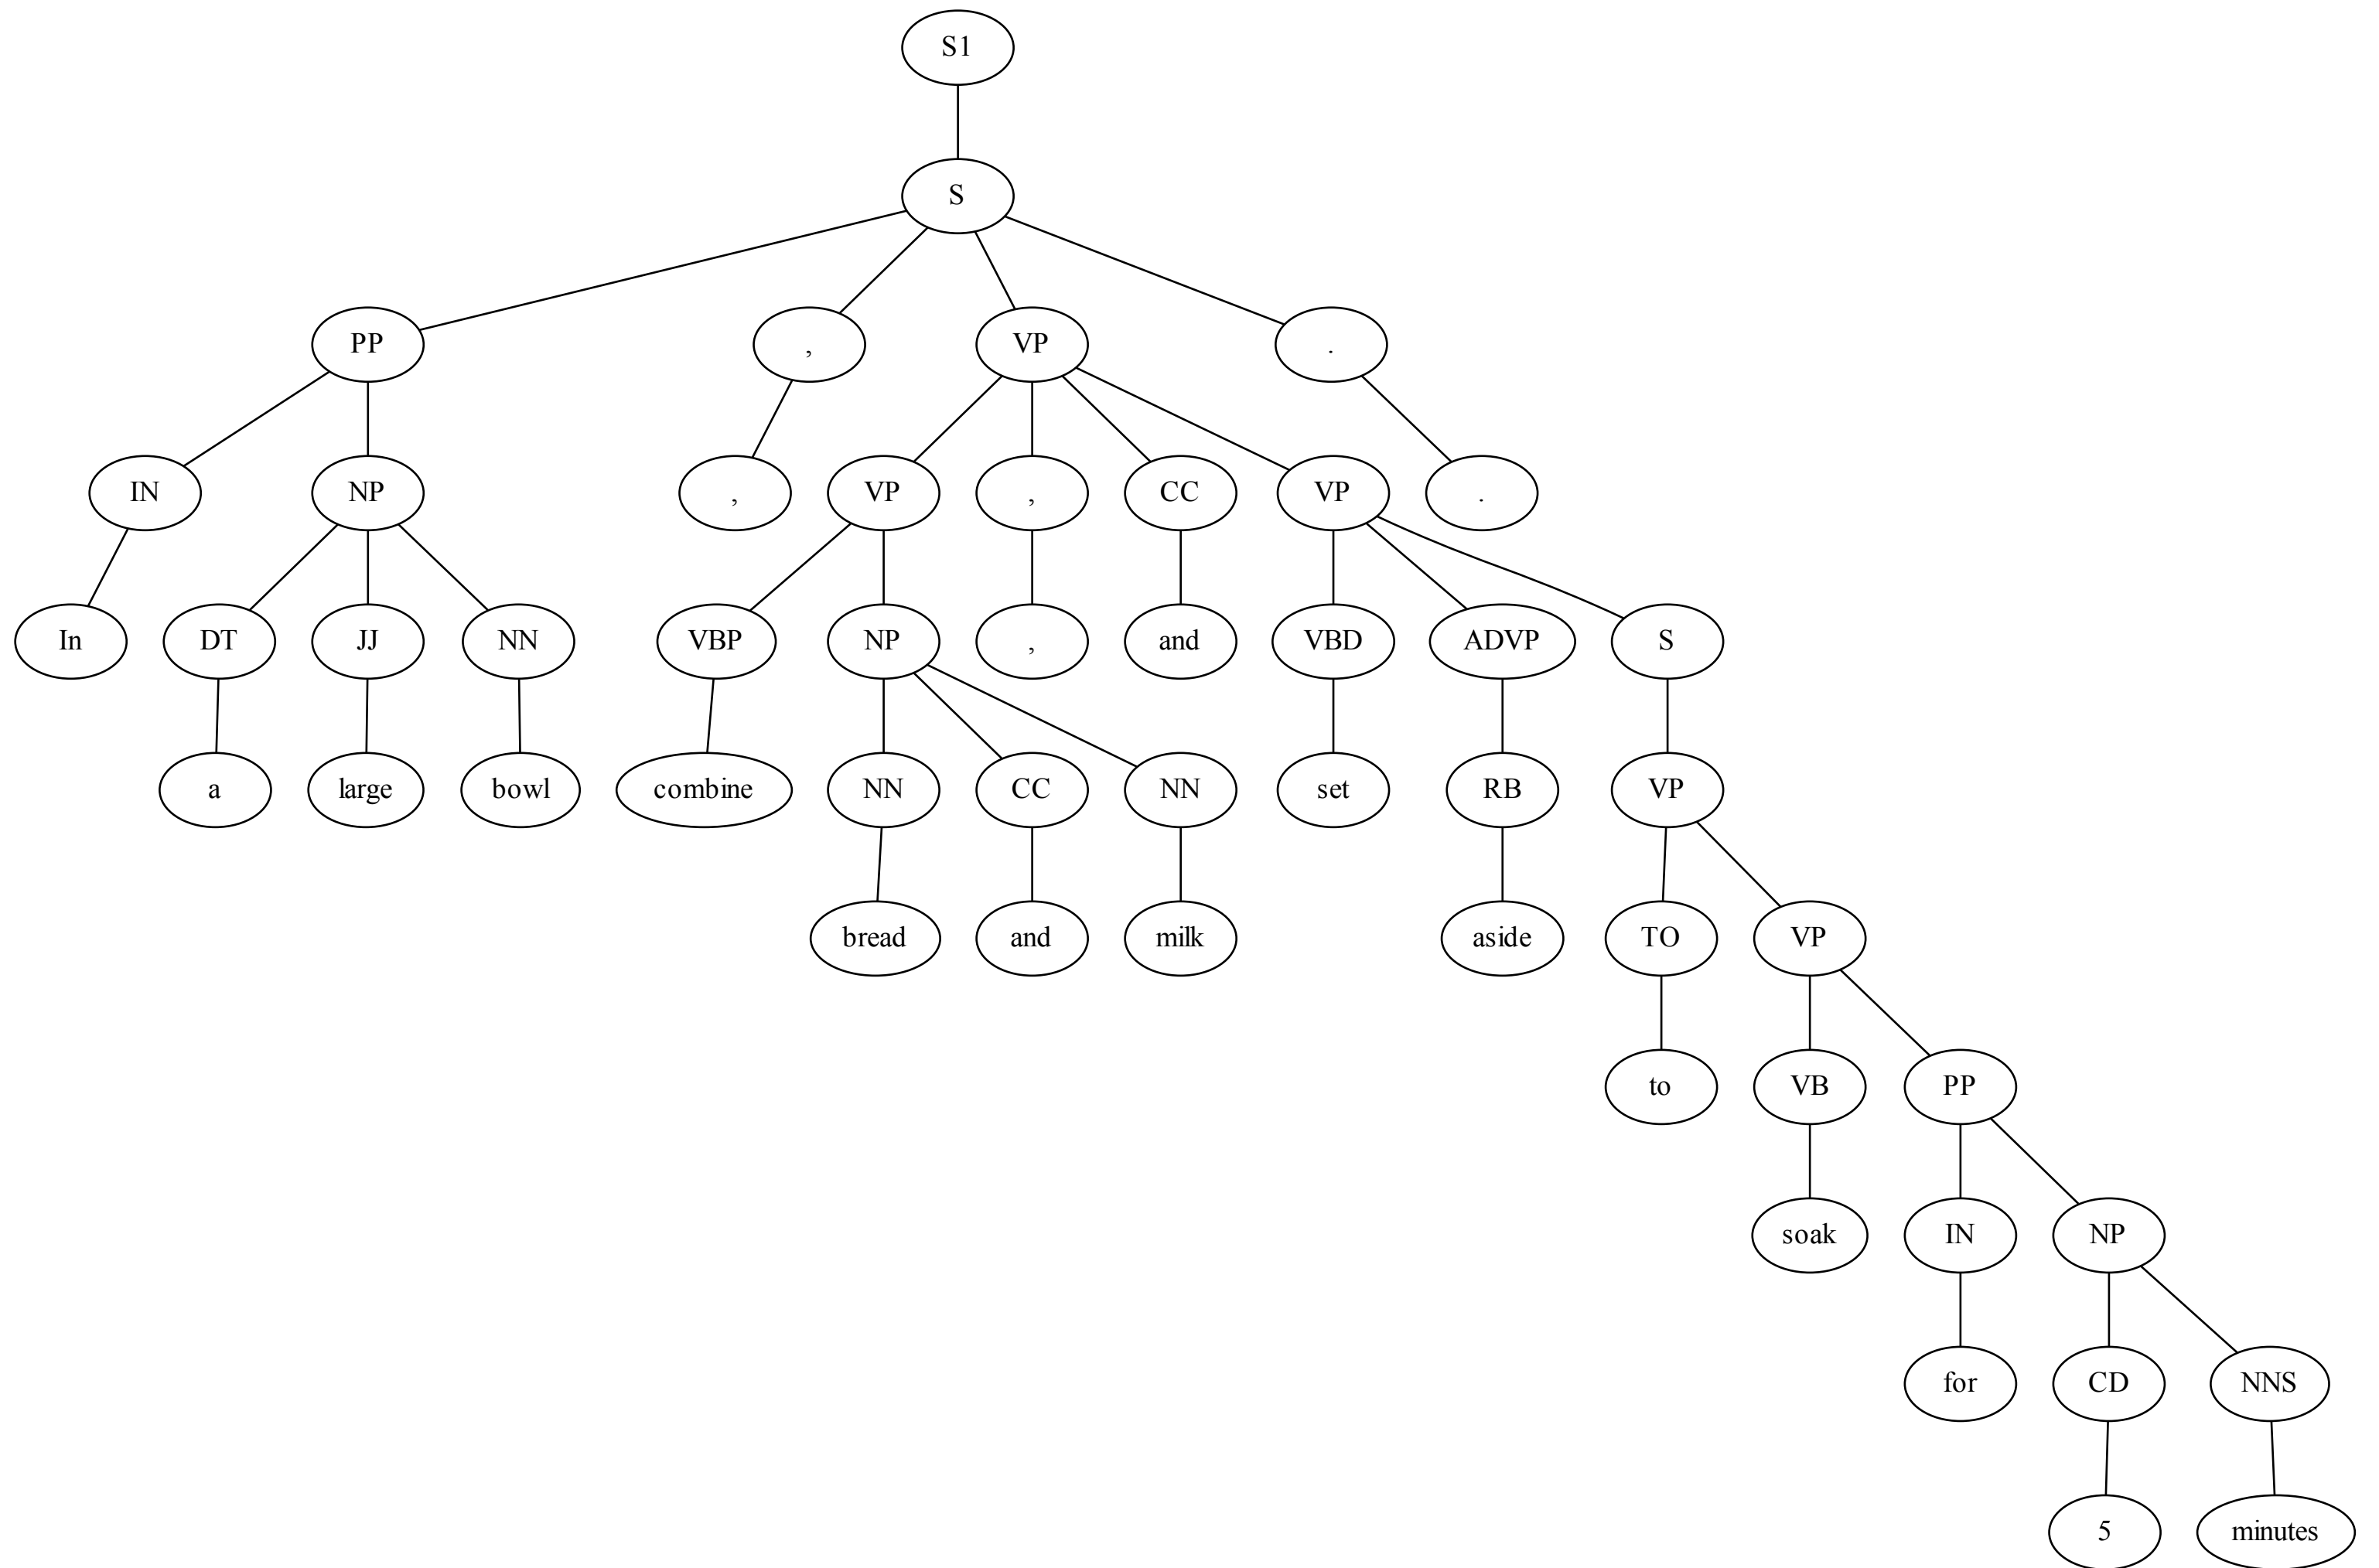 S1
S
PP , VP .
IN NP , VP , CC VP .
In DT JJ NN VBP NP , and VBD ADVP S
a large bowl combine NN CC NN set RB VP
bread and milk aside TO VP
to VB PP
soak IN NP
for CD NNS
5 minutes